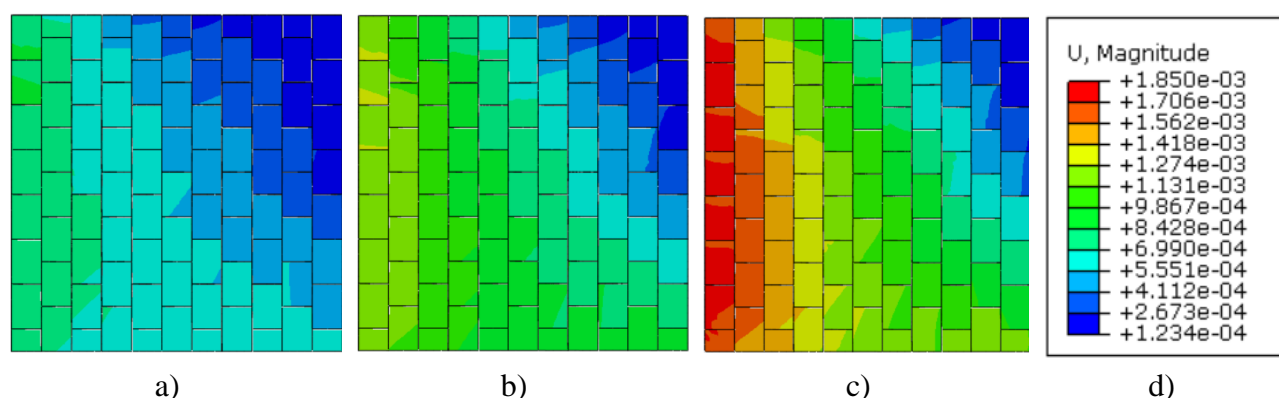 U, Magnitude
+1.850e-03
+1.706e-03
+1.562e-03
+1.418e-03
+1.274e-03
+1.131e-03
+9.867e-04
+8.428e-04
+6.990e-04
+5.551e-04
+4.112e-04
+2.673e-04
+1.234e-04
a) b) c) d)